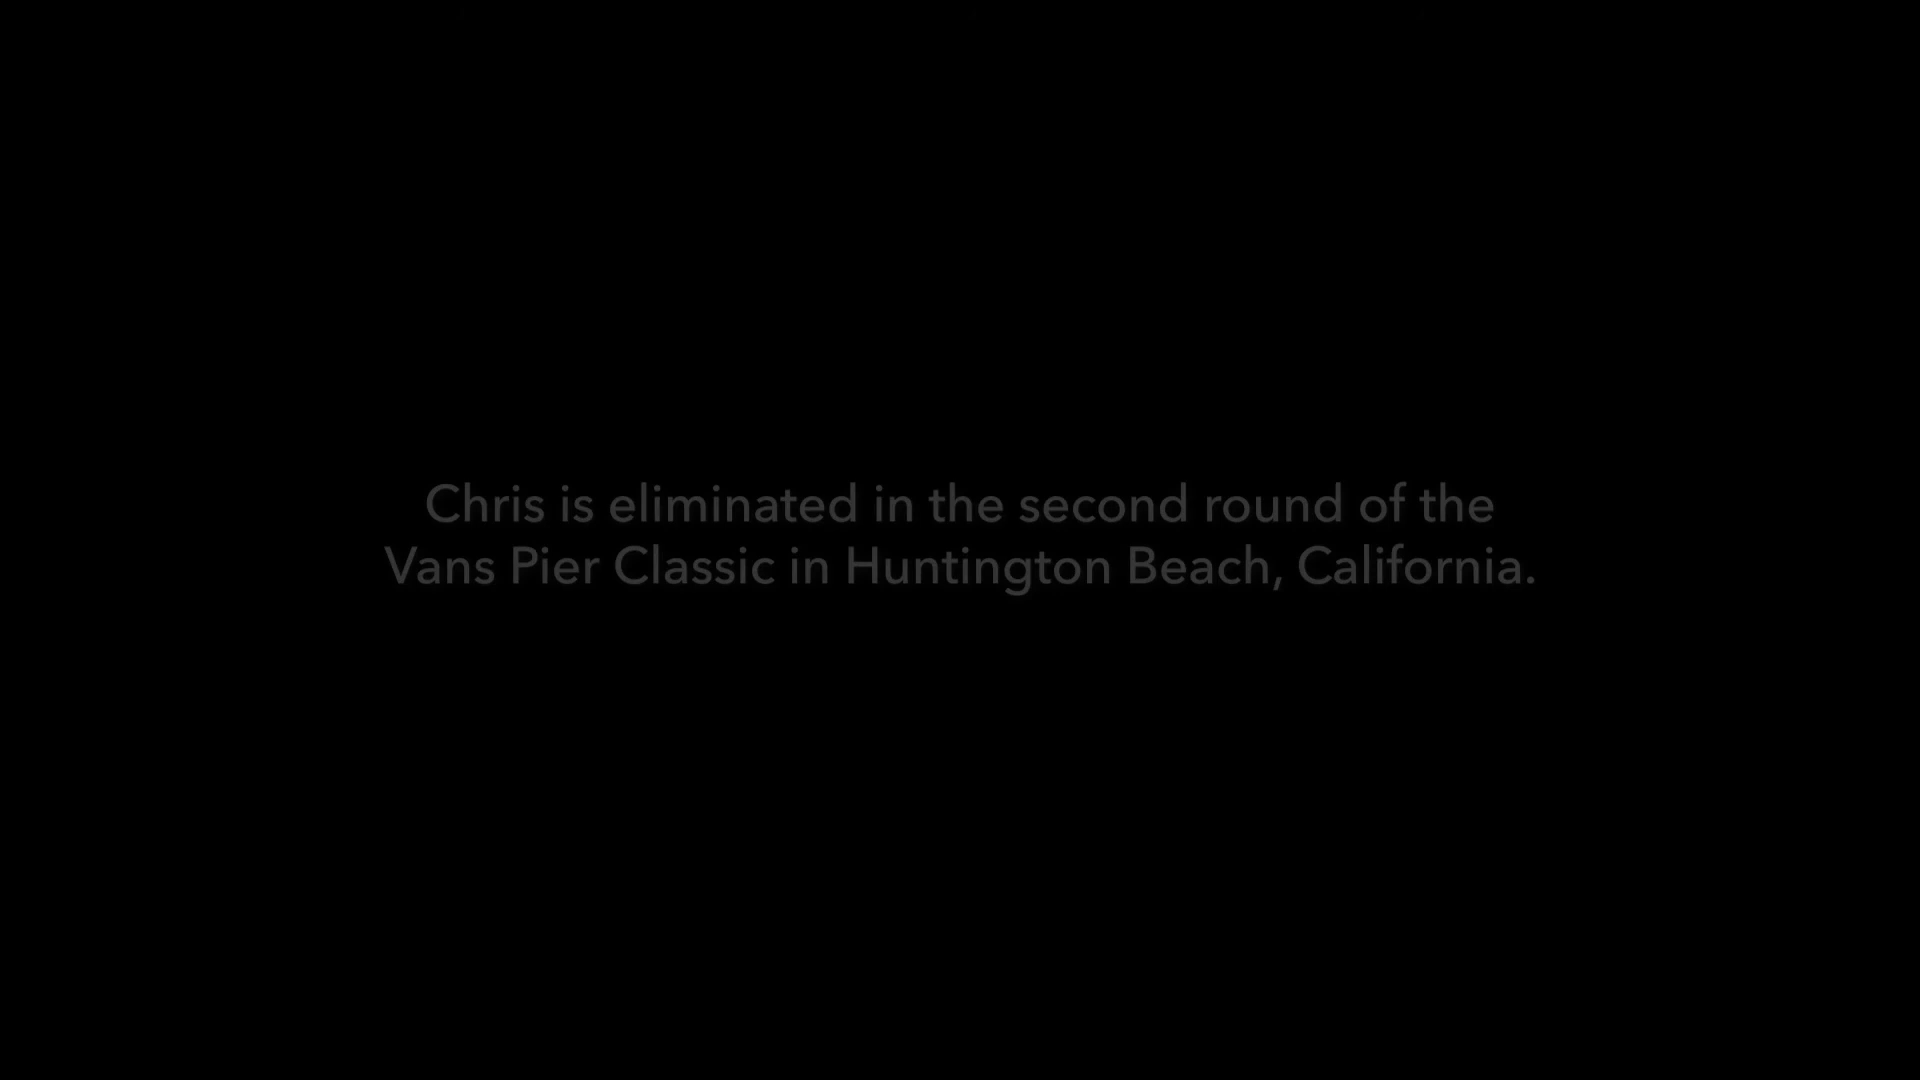 Chris is eliminated in the second round of the
Vans Pier Classic in Huntington Beach, California.